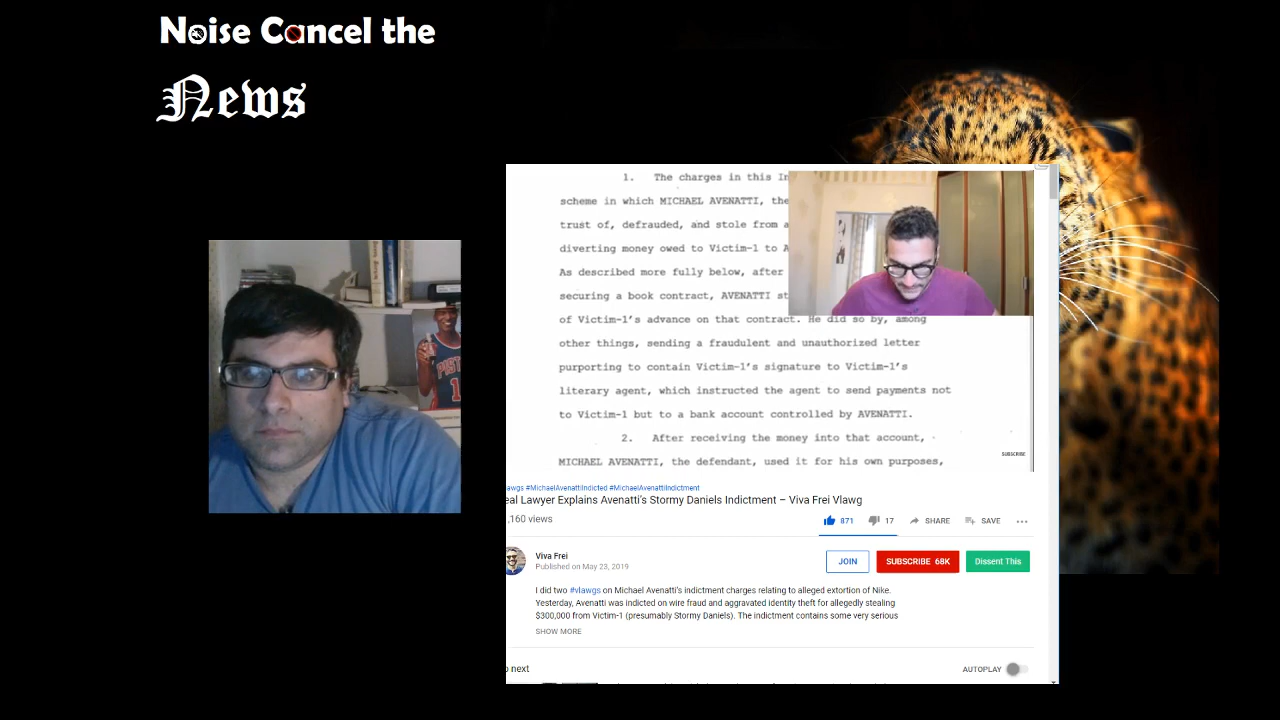 Noise Cancel the
News
1. The charges in this In
scheme in which MICHAEL AVENATTI, the
trust of, defrauded, and stole from a
diverting money owed to Victim-1 to A
As described more fully below, after
securing a book contract, AVENATTI st
of Victim-1's advance on that contract. He did so by, among
other things, sending a fraudulent and unauthorized letter
purporting to contain Victim-1's signature to Victim-1's
literary agent, which instructed the agent to send payments not
to Victim-1 but to a bank account controlled by AVENATTI.
2. After receiving the money into that account,
MICHAEL AVENATTI, the defendant, used it for his own purposes,
SUBSCRIBE
PIST
1
awgs #MichaelAvenattiIndicted #MichaelAvenattiIndictment
eal Lawyer Explains Avenatti's Stormy Daniels Indictment – Viva Frei Vlawg
,160 views
871 17 SHARE SAVE
Viva Frei
Published on May 23, 2019
JOIN SUBSCRIBE 68K Dissent This
I did two #vlawgs on Michael Avenatti's indictment charges relating to alleged extortion of Nike.
Yesterday, Avenatti was indicted on wire fraud and aggravated identity theft for allegedly stealing
$300,000 from Victim-1 (presumably Stormy Daniels). The indictment contains some very serious
SHOW MORE
next
AUTOPLAY